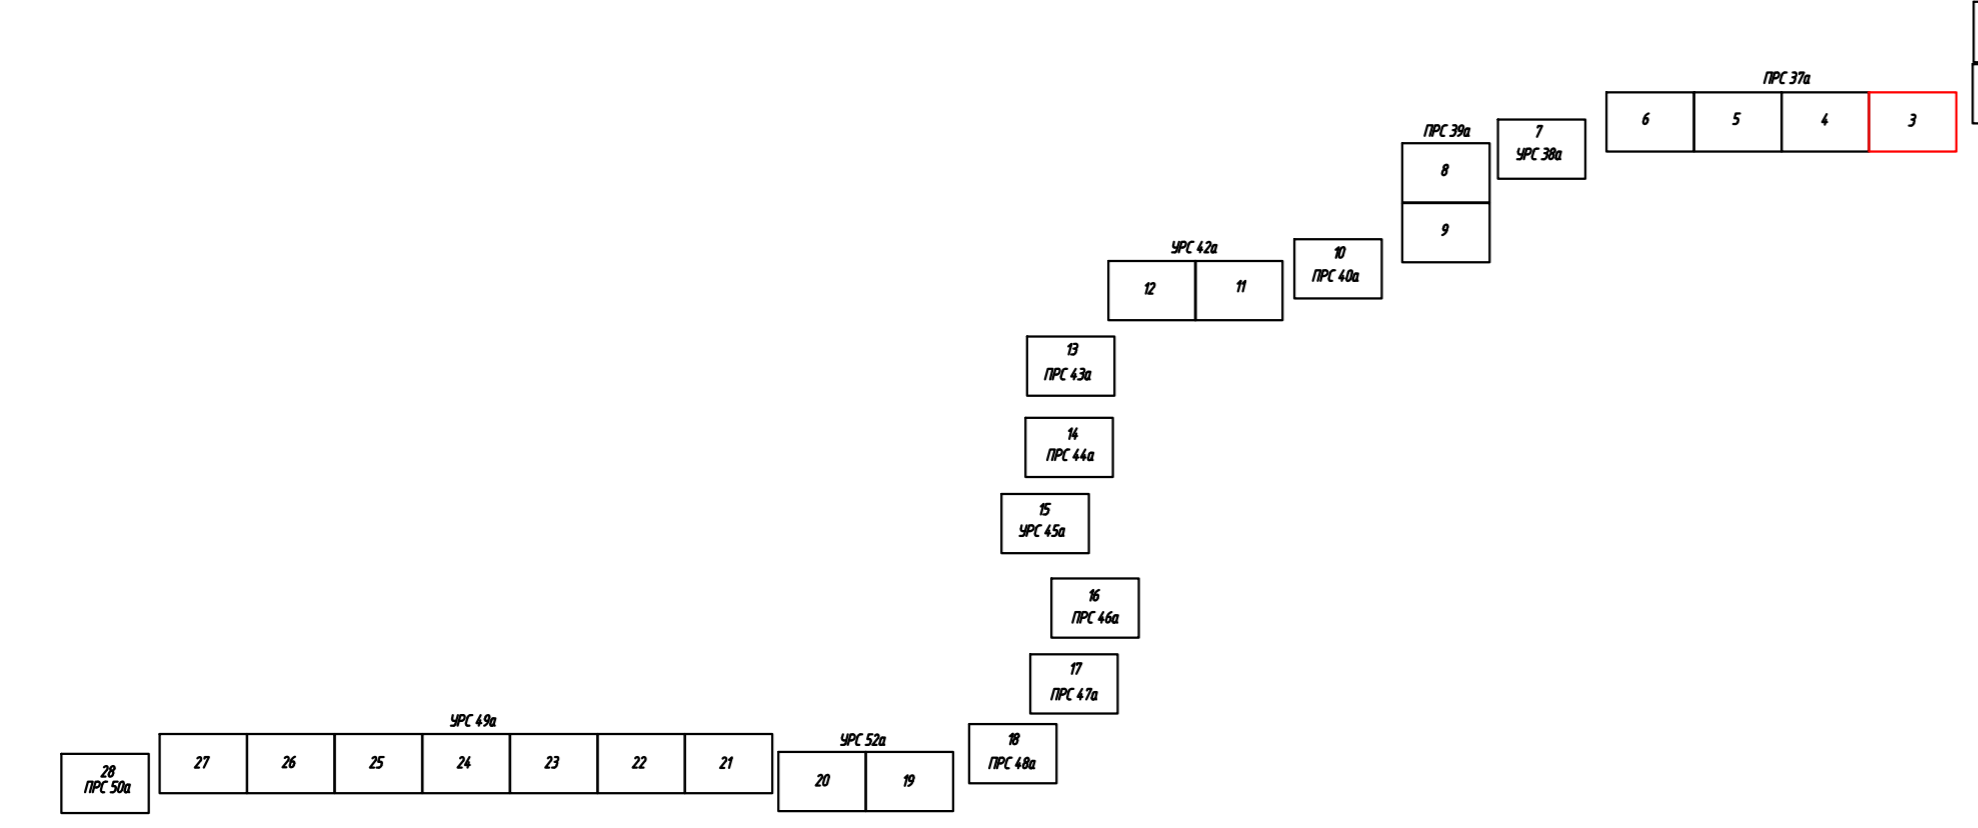 ПРС 37а
6 5 4 3
7
УРС 38а
ПРС 39а
8
9
10
ПРС 40а
УРС 42а
12 11
13
ПРС 43а
14
ПРС 44а
15
УРС 45а
16
ПРС 46а
17
ПРС 47а
18
ПРС 48а
УРС 52а
20 19
УРС 49а
27 26 25 24 23 22 21
28
ПРС 50а